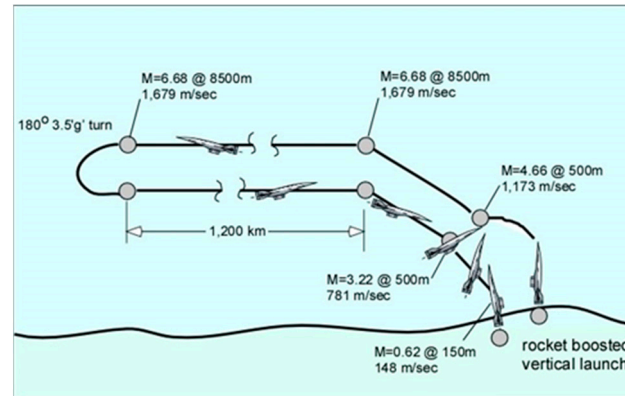 M=6.68 @ 8500m
1,679 m/sec
M=6.68 @ 8500m
1,679 m/sec
180° 3.5'g' turn
M=4.66 @ 500m
1,173 m/sec
1,200 km
M=3.22 @ 500m
781 m/sec
M=0.62 @ 150m
148 m/sec
rocket boosted
vertical launch